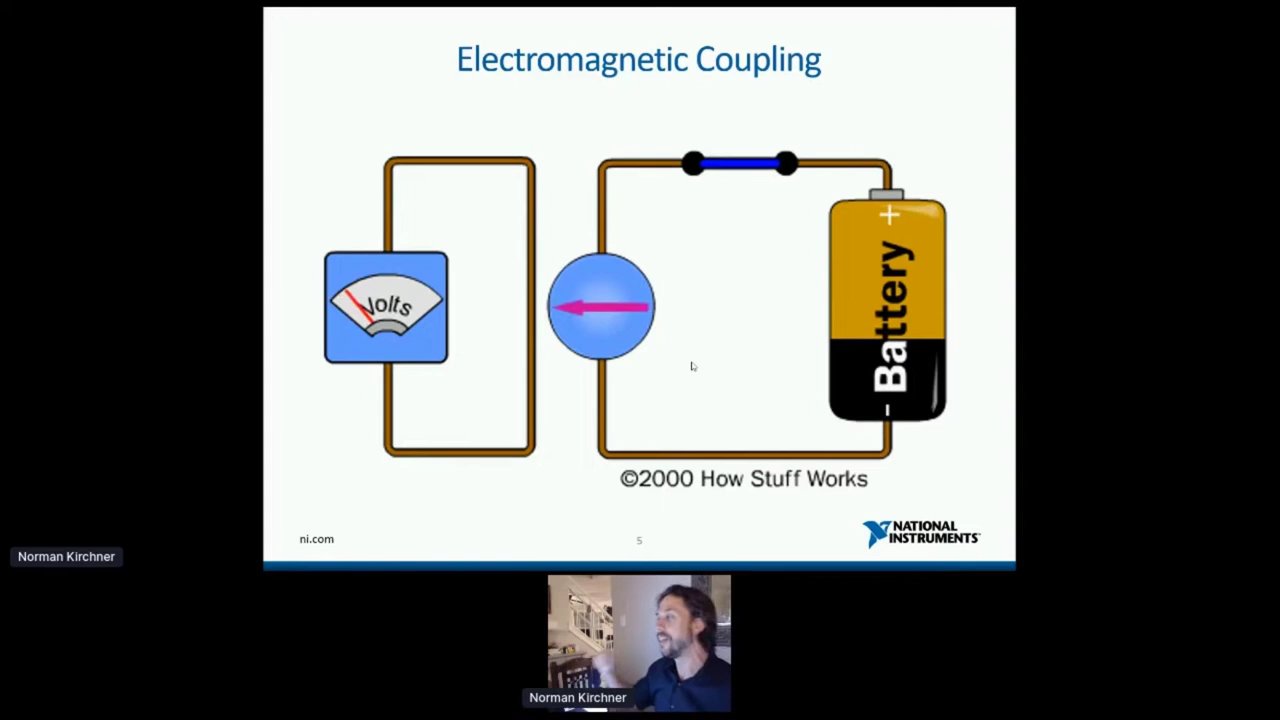 Electromagnetic Coupling
Volts
+
Battery
-
©2000 How Stuff Works
ni.com
5
NATIONAL
INSTRUMENTS
Norman Kirchner
Norman Kirchner